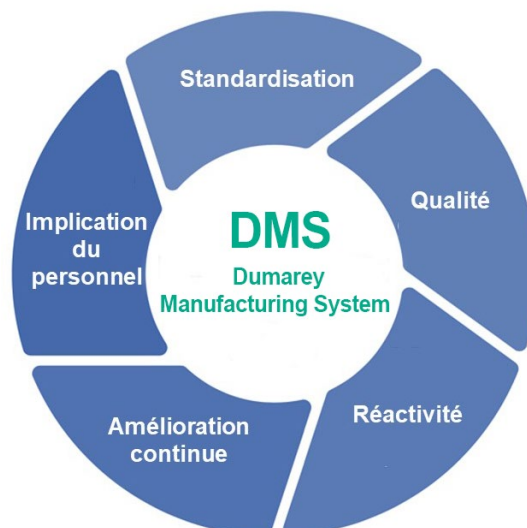 Standardisation
Qualité
Réactivité
Amélioration
continue
Implication
du
personnel
DMS
Dumarey
Manufacturing System